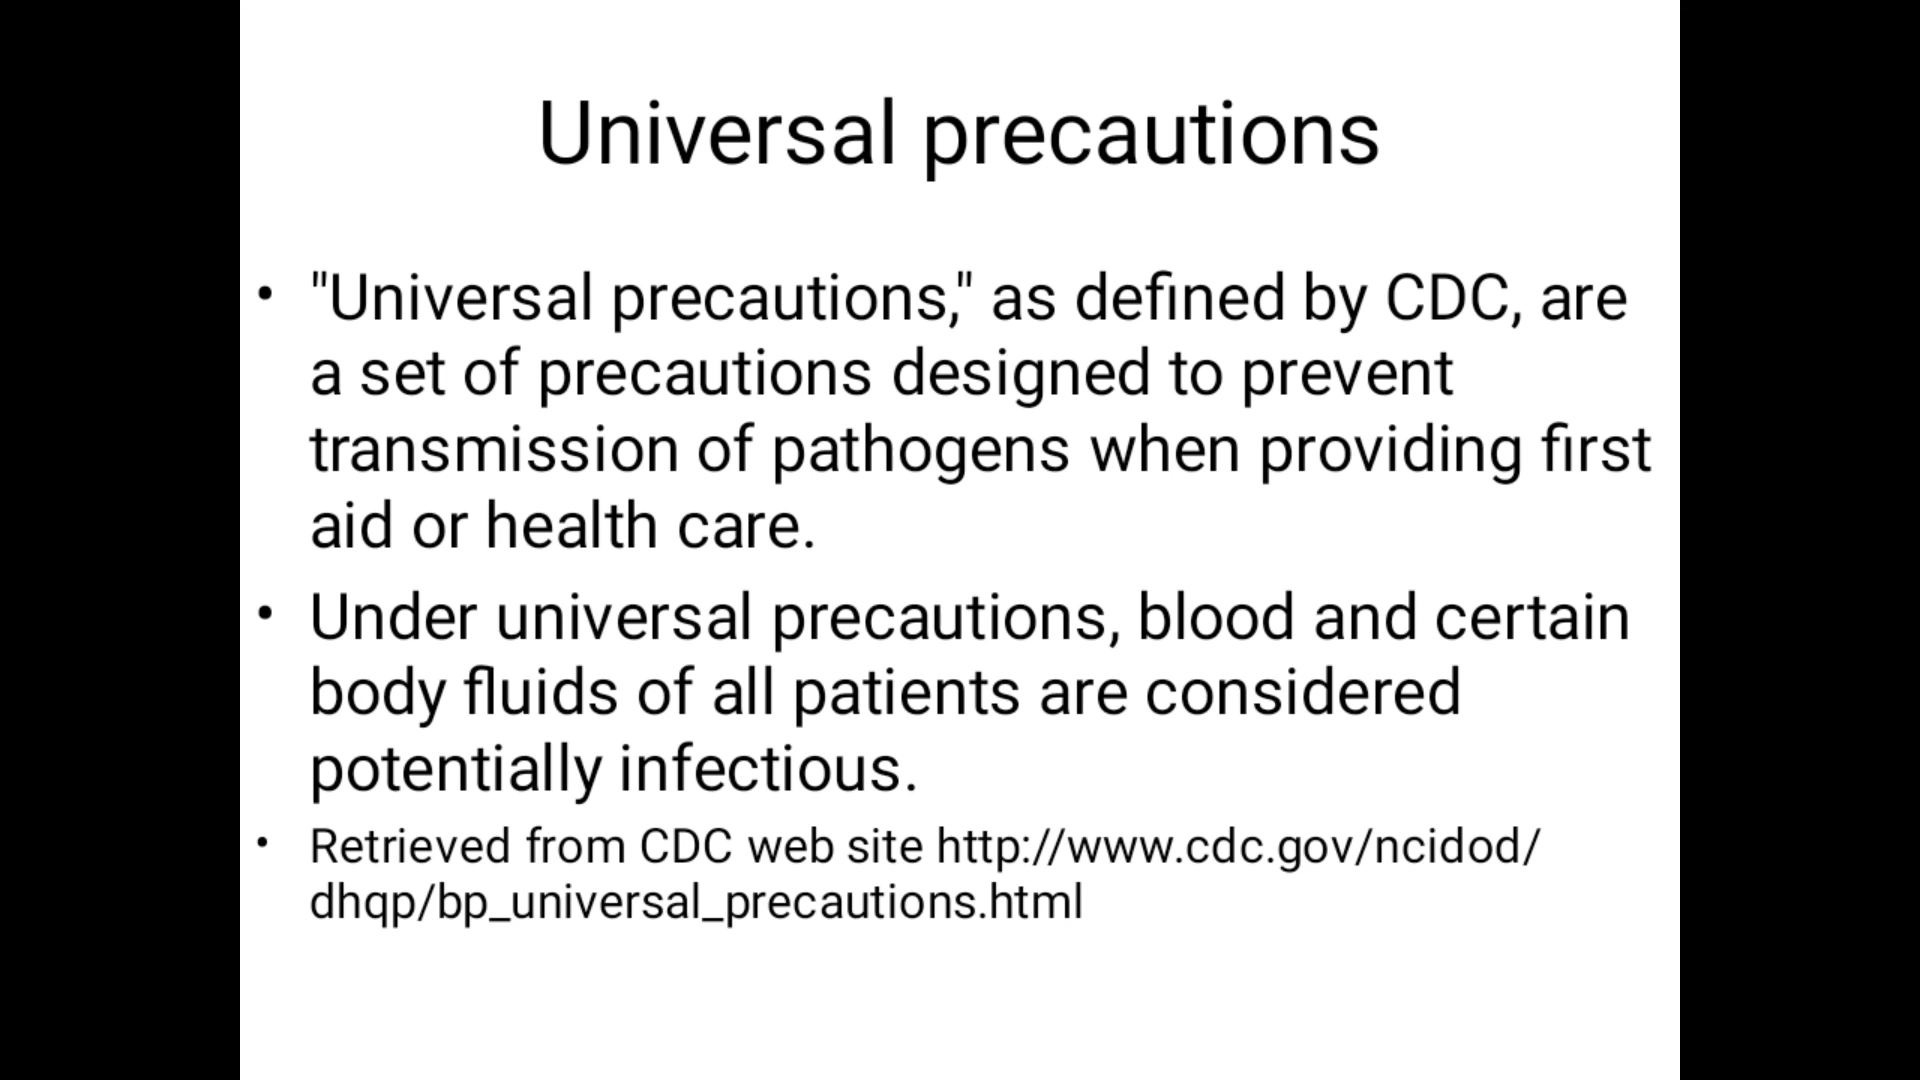 Universal precautions
• "Universal precautions," as defined by CDC, are
a set of precautions designed to prevent
transmission of pathogens when providing first
aid or health care.
• Under universal precautions, blood and certain
body fluids of all patients are considered
potentially infectious.
• Retrieved from CDC web site http://www.cdc.gov/ncidod/
dhqp/bp_universal_precautions.html